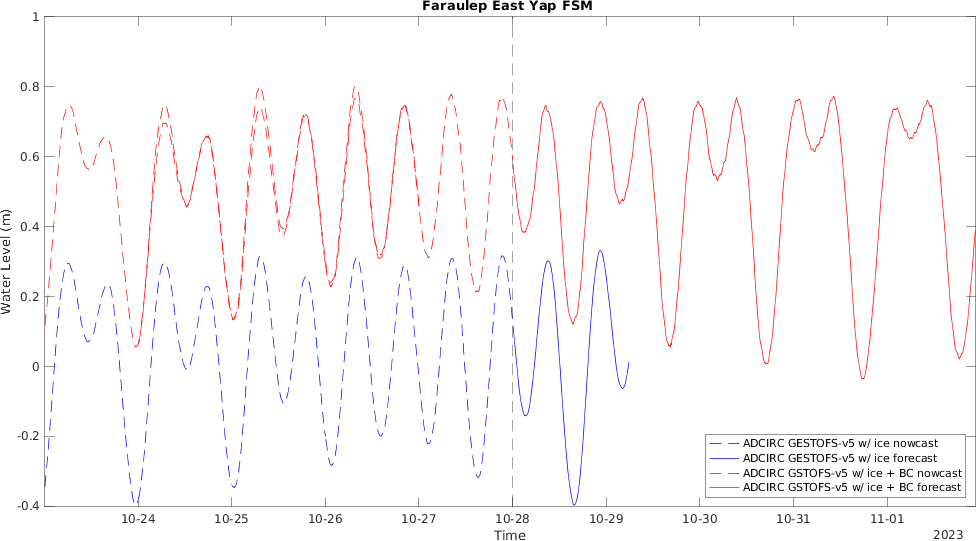 Faraulep East Yap FSM
1
0.8
0.6
0.4
0.2
0
-0.2
-0.4
Water Level (m)
10-24
10-25
10-26
10-27
10-28
10-29
10-30
10-31
11-01
Time
2023
ADCIRC GESTOFS-v5 w/ ice nowcast
ADCIRC GESTOFS-v5 w/ ice forecast
ADCIRC GSTOFS-v5 w/ ice + BC nowcast
ADCIRC GSTOFS-v5 w/ ice + BC forecast